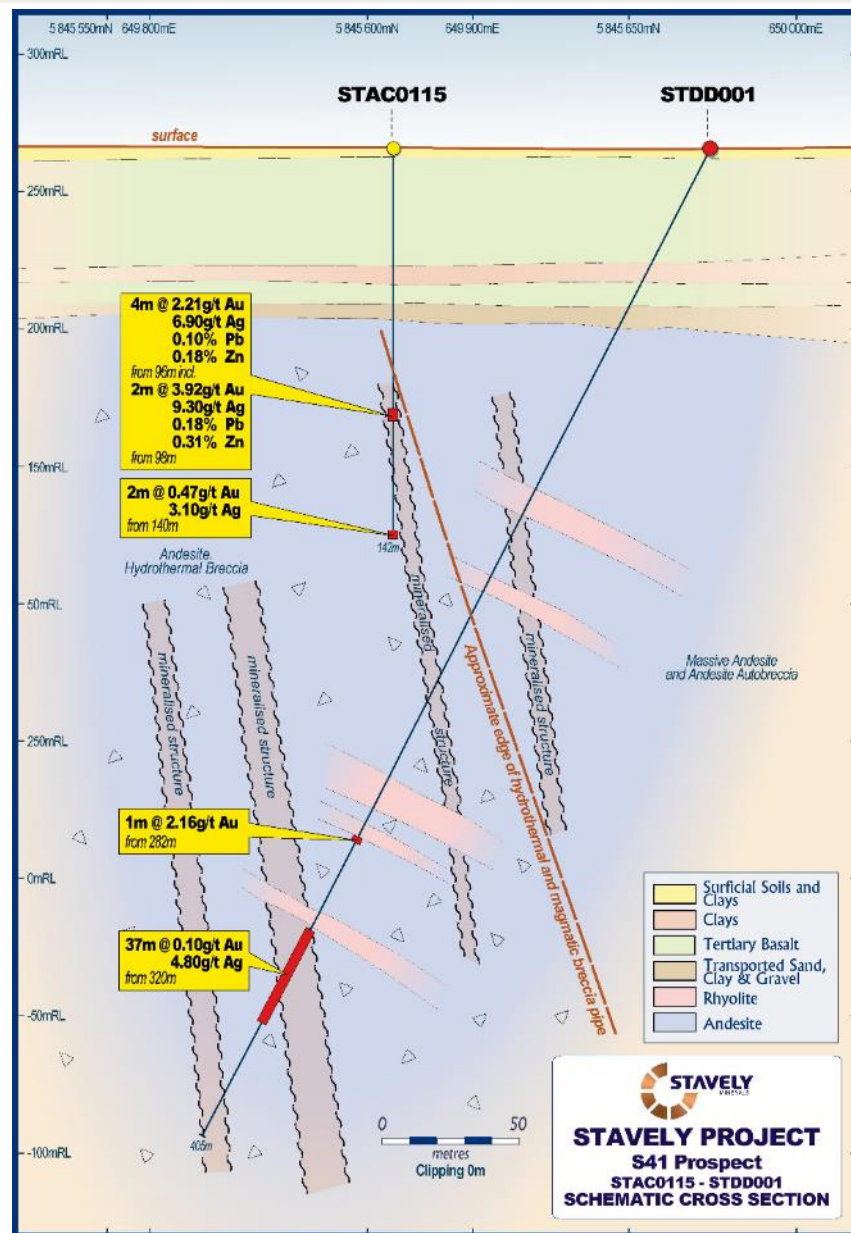 5 845 550mN 649 800mE 5 845 600mN 649 900mE 5 845 650mN 650 000mE
300mRL
STAC0115 STDD001
surface
250mRL
200mRL
4m @ 2.21g/t Au
6.90g/t Ag
0.10% Pb
0.18% Zn
from 96m incl.
2m @ 3.92g/t Au
9.30g/t Ag
0.18% Pb
0.31% Zn
from 98m
150mRL
2m @ 0.47g/t Au
3.10g/t Ag
from 140m
142m
Andesite.
Hydrothermal Breccia
50mRL
mineralised structure
mineralised structure
mineralised structure
mineralised structure
Approximate edge of hydrothermal and magmatic breccia pipe
Massive Andesite
and Andesite Autobreccia
250mRL
1m @ 2.16g/t Au
from 282m
0mRL
37m @ 0.10g/t Au
4.80g/t Ag
from 320m
-50mRL
405m
-100mRL
Surficial Soils and
Clays
Clays
Tertiary Basalt
Transported Sand,
Clay & Gravel
Rhyolite
Andesite
0 50
metres
Clipping 0m
STAVELY
MINERALS
STAVELY PROJECT
S41 Prospect
STAC0115 - STDD001
SCHEMATIC CROSS SECTION